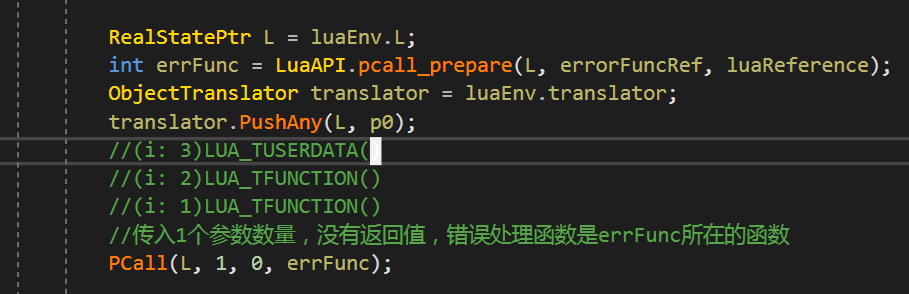 RealStatePtr L = luaEnv.L;
int errFunc = LuaAPI.pcall_prepare(L, errorFuncRef, luaReference);
ObjectTranslator translator = luaEnv.translator;
translator.PushAny(L, p0);
//(i: 3)LUA_TUSERDATA()
//(i: 2)LUA_TFUNCTION()
//(i: 1)LUA_TFUNCTION()
//传入1个参数数量，没有返回值，错误处理函数是errFunc所在的函数
PCall(L, 1, 0, errFunc);